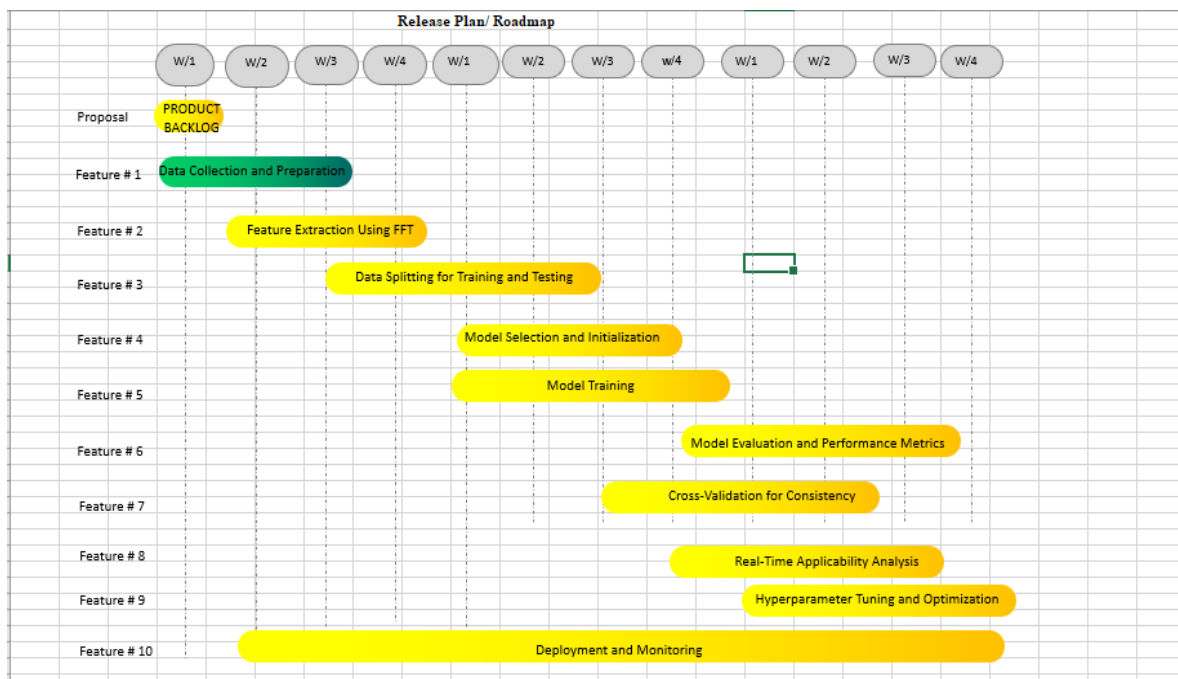 Release Plan/ Roadmap
W/1 W/2 W/3 W/4 W/1 W/2 W/3 w/4 W/1 W/2 W/3 W/4
Proposal
PRODUCT
BACKLOG
Feature # 1
Data Collection and Preparation
Feature # 2
Feature Extraction Using FFT
Feature # 3
Data Splitting for Training and Testing
Feature # 4
Model Selection and Initialization
Feature # 5
Model Training
Feature # 6
Model Evaluation and Performance Metrics
Feature # 7
Cross-Validation for Consistency
Feature # 8
Real-Time Applicability Analysis
Feature # 9
Hyperparameter Tuning and Optimization
Feature # 10
Deployment and Monitoring